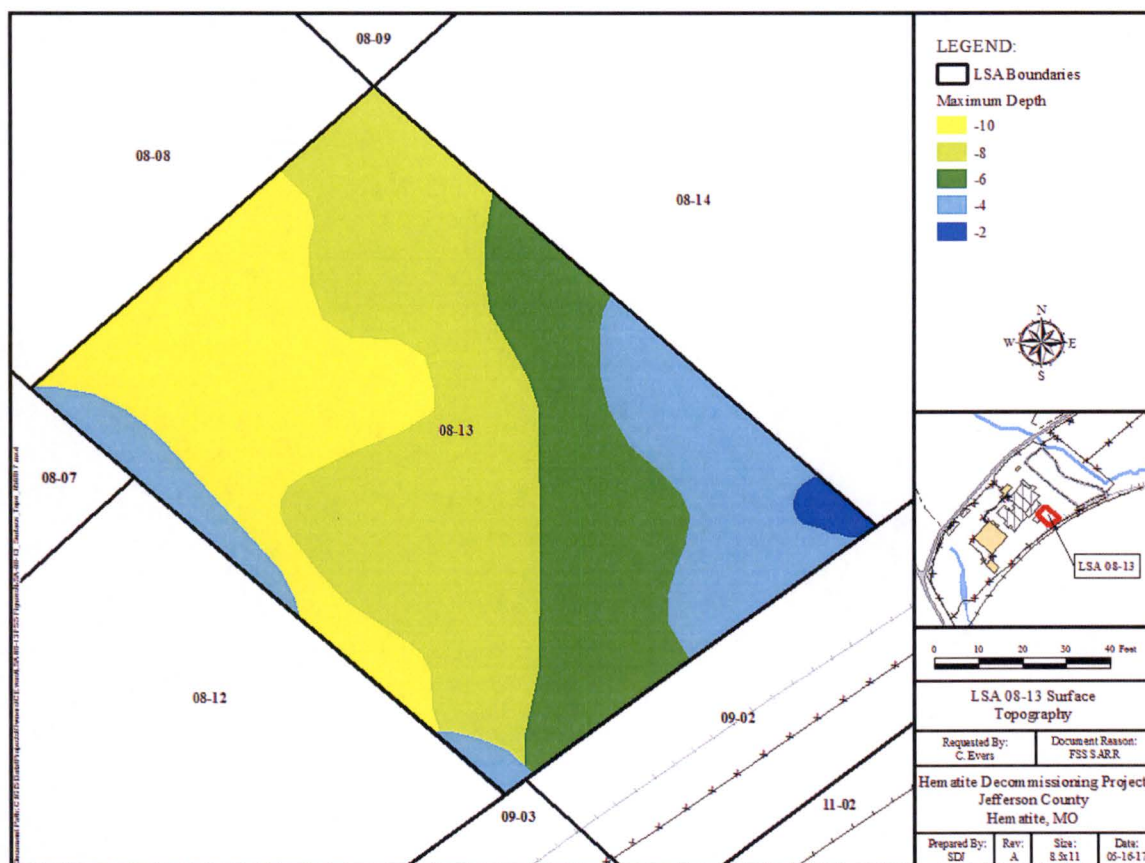 08-09
08-08
08-14
08-13
08-07
08-12
09-02
09-03
11-02
LEGEND:
LSA Boundaries
Maximum Depth
-10
-8
-6
-4
-2
N
W E
S
LSA 08-13
0 10 20 30 40 Feet
LSA 08-13 Surface
Topography
Requested By:
C. Evers
Document Reason:
FSS SARR
Hematite Decommissioning Project
Jefferson County
Hematite, MO
Prepared By:
SDJ
Rev:
A
Size:
8.5x11
Date: